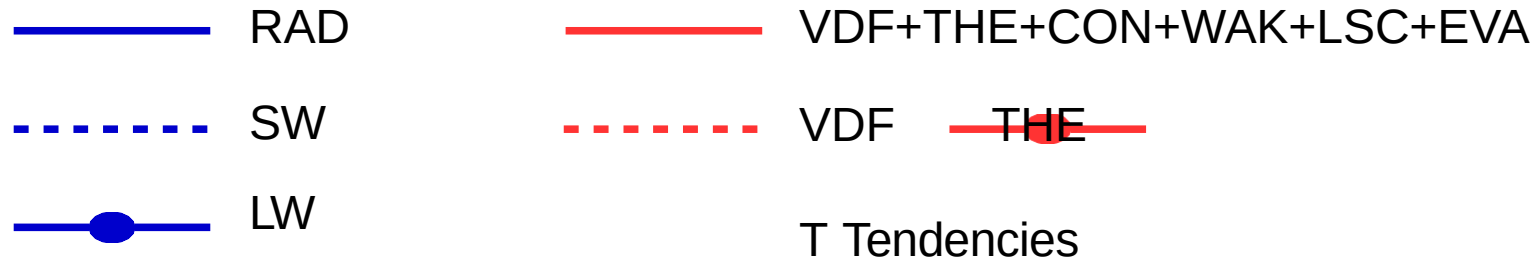 RAD VDF+THE+CON+WAK+LSC+EVA
SW VDF THE
LW
T Tendencies